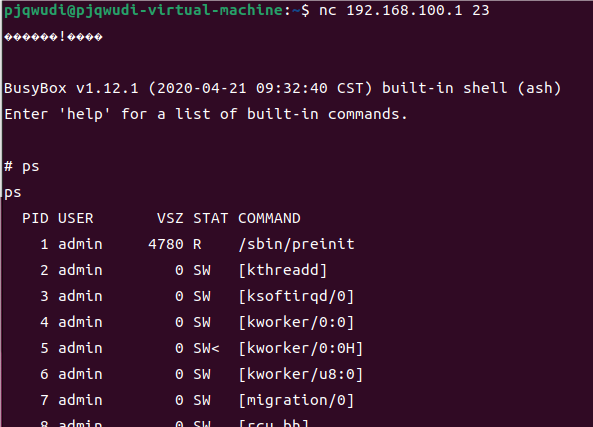 pjqwudi@pjqwudi-virtual-machine:~$ nc 192.168.100.1 23
������!����
BusyBox v1.12.1 (2020-04-21 09:32:40 CST) built-in shell (ash)
Enter 'help' for a list of built-in commands.
# ps
ps
  PID USER       VSZ STAT COMMAND
    1 admin     4780 R    /sbin/preinit
    2 admin        0 SW   [kthreadd]
    3 admin        0 SW   [ksoftirqd/0]
    4 admin        0 SW   [kworker/0:0]
    5 admin        0 SW<  [kworker/0:0H]
    6 admin        0 SW   [kworker/u8:0]
    7 admin        0 SW   [migration/0]
    8 admin        0 SW   [rcu_bh]